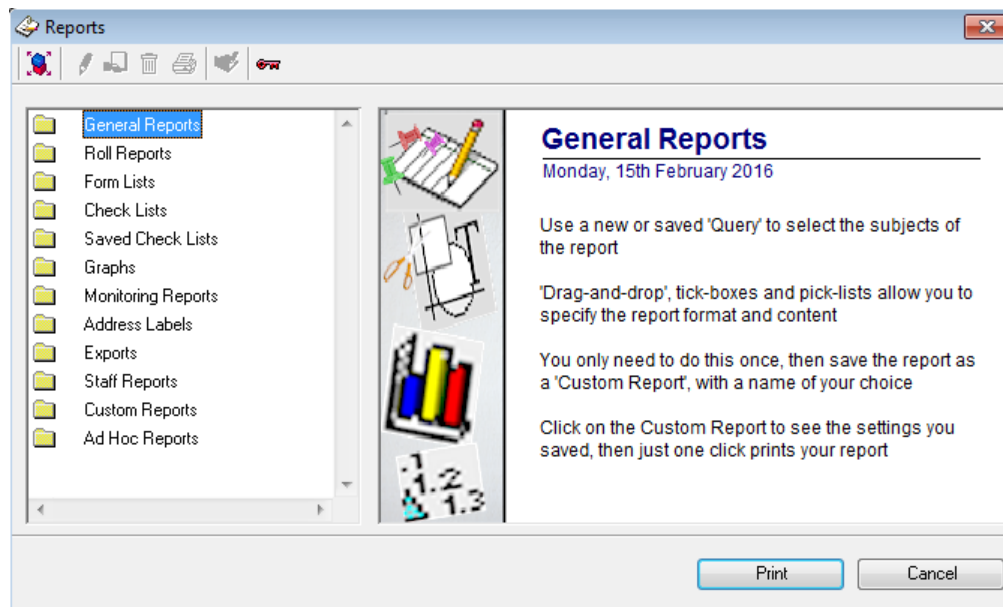 Reports
General Reports
Roll Reports
Form Lists
Check Lists
Saved Check Lists
Graphs
Monitoring Reports
Address Labels
Exports
Staff Reports
Custom Reports
Ad Hoc Reports
.1
.1.2
1.3
General Reports
Monday, 15th February 2016
Use a new or saved 'Query' to select the subjects of
the report
'Drag-and-drop', tick-boxes and pick-lists allow you to
specify the report format and content
You only need to do this once, then save the report as
a 'Custom Report', with a name of your choice
Click on the Custom Report to see the settings you
saved, then just one click prints your report
Print
Cancel